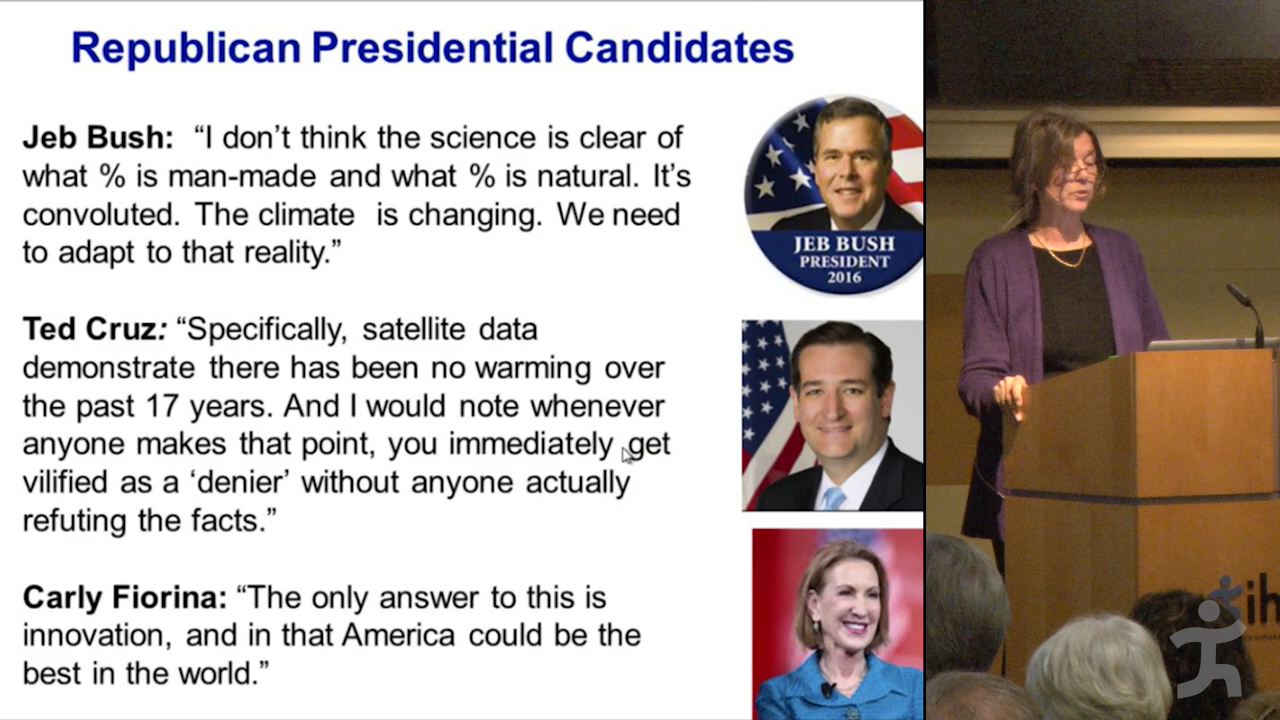 Republican Presidential Candidates
Jeb Bush: “I don’t think the science is clear of
what % is man-made and what % is natural. It’s
convoluted. The climate is changing. We need
to adapt to that reality.”
JEB BUSH
PRESIDENT
2016
Ted Cruz: “Specifically, satellite data
demonstrate there has been no warming over
the past 17 years. And I would note whenever
anyone makes that point, you immediately get
vilified as a ‘denier’ without anyone actually
refuting the facts.”
Carly Fiorina: “The only answer to this is
innovation, and in that America could be the
best in the world.”
ih